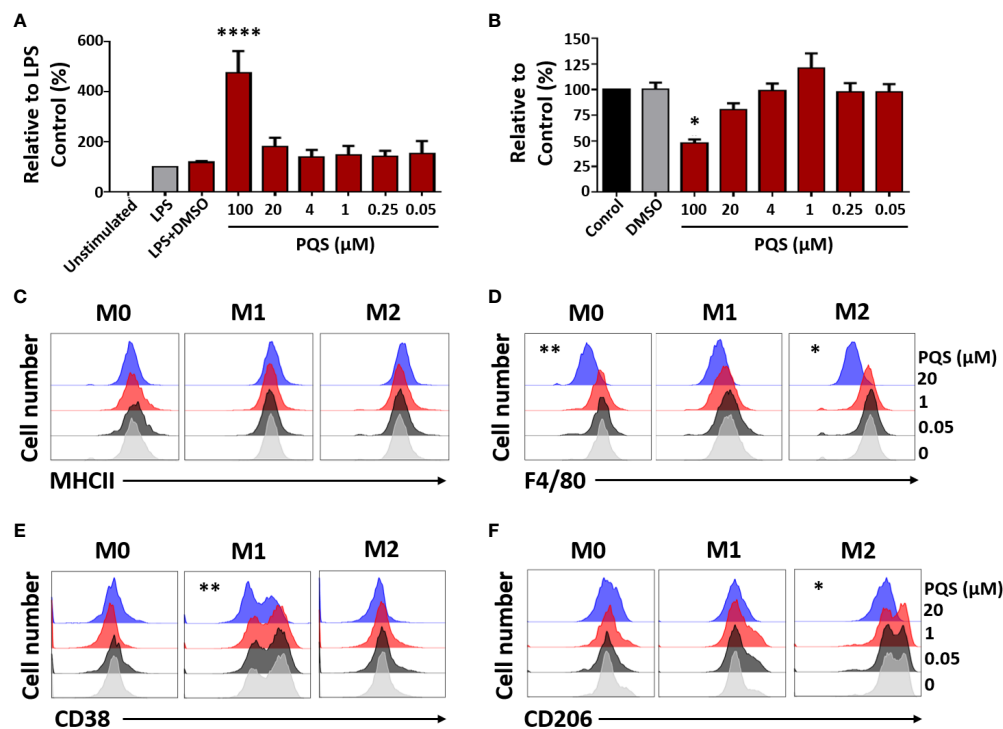 A
Relative to LPS
Control (%)
600
400
200
0
****
Unstimulated
LPS
LPS+DMSO
100
20
4
1
0.25
0.05
PQS (µM)
B
Relative to
Control (%)
150
125
100
75
50
25
0
*
Conrol
DMSO
100
20
4
1
0.25
0.05
PQS (µM)
C
M0
M1
M2
Cell number
MHCII
D
M0
M1
M2
**
*
Cell number
PQS (µM)
20
1
0.05
0
F4/80
E
M0
M1
M2
**
Cell number
CD38
F
M0
M1
M2
*
Cell number
PQS (µM)
20
1
0.05
0
CD206